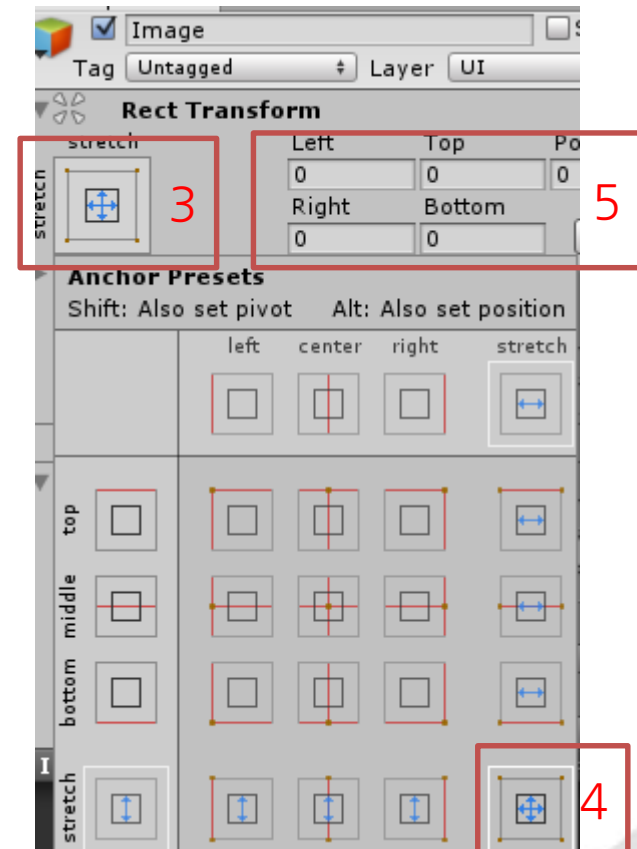 Image S
Tag Untagged Layer UI
Rect Transform
stretch Left Top Po
stretch 0 0 0
3 Right Bottom 5
0 0
Anchor Presets
Shift: Also set pivot Alt: Also set position
left center right stretch
top
middle
bottom
I
stretch 4